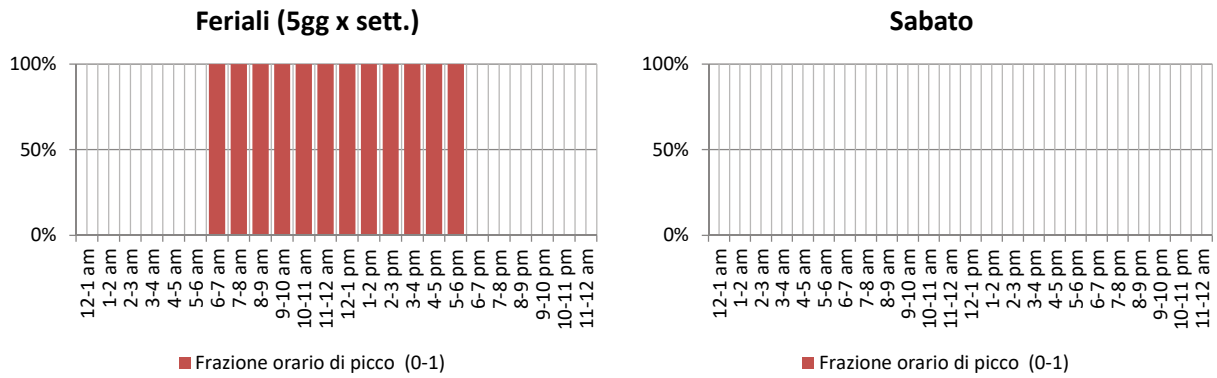 Feriali (5gg x sett.)
100%
50%
0%
12-1 am
1-2 am
2-3 am
3-4 am
4-5 am
5-6 am
6-7 am
7-8 am
8-9 am
9-10 am
10-11 am
11-12 am
12-1 pm
1-2 pm
2-3 pm
3-4 pm
4-5 pm
5-6 pm
6-7 pm
7-8 pm
8-9 pm
9-10 pm
10-11 pm
11-12 am
Frazione orario di picco (0-1)
Sabato
100%
50%
0%
12-1 am
1-2 am
2-3 am
3-4 am
4-5 am
5-6 am
6-7 am
7-8 am
8-9 am
9-10 am
10-11 am
11-12 am
12-1 pm
1-2 pm
2-3 pm
3-4 pm
4-5 pm
5-6 pm
6-7 pm
7-8 pm
8-9 pm
9-10 pm
10-11 pm
11-12 am
Frazione orario di picco (0-1)